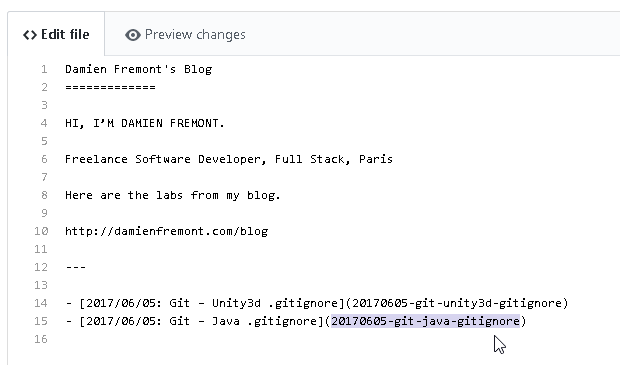 <> Edit file Preview changes
1 Damien Fremont's Blog
2 =============
3
4 HI, I’M DAMIEN FREMONT.
5
6 Freelance Software Developer, Full Stack, Paris
7
8 Here are the labs from my blog.
9
10 http://damienfremont.com/blog
11
12 ---
13
14 - [2017/06/05: Git – Unity3d .gitignore](20170605-git-unity3d-gitignore)
15 - [2017/06/05: Git – Java .gitignore](20170605-git-java-gitignore)
16